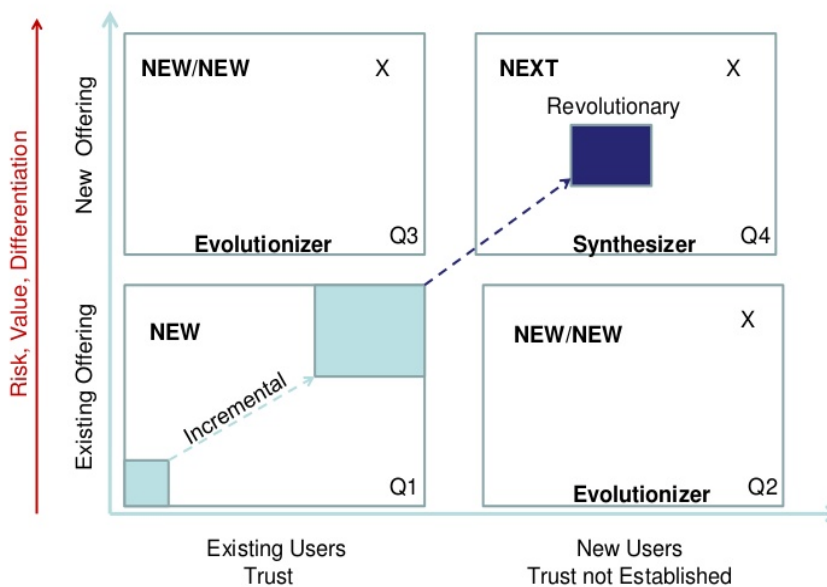 NEW/NEW X
Evolutionizer Q3
NEXT X
Revolutionary
Synthesizer Q4
NEW
Incremental
Q1
NEW/NEW X
Evolutionizer Q2
Risk, Value, Differentiation
New Offering
Existing Offering
Existing Users
Trust
New Users
Trust not Established